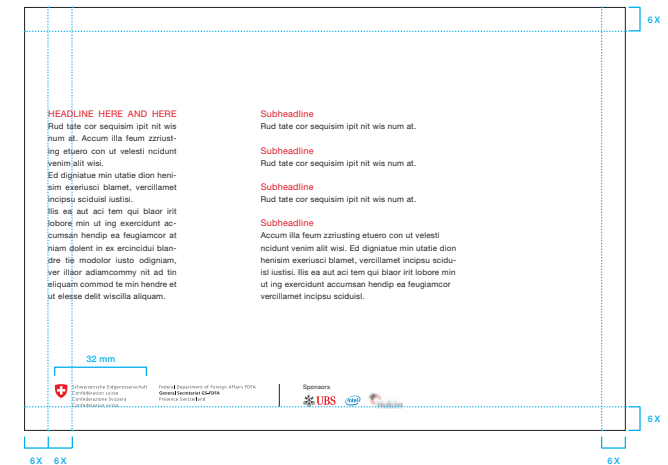 6 X
HEADLINE HERE AND HERE
Rud tate cor sequisim ipit nit wis
num at. Accum illa feum zzriust-
ing etuero con ut velesti ncidunt
venim alit wisi.
Ed digniatue min utatie dion heni-
sim exeriusci blamet, vercillamet
incipsu sciduisl iustisi.
Ilis ea aut aci tem qui blaor irit
lobore min ut ing exercidunt ac-
cumsan hendip ea feugiamcor at
niam dolent in ex ercincidui blan-
dre tie modolor iusto odigniam,
ver illaor adiamcommy nit ad tin
eliquam commod te min hendre et
ut elesse delit wiscilla aliquam.
Subheadline
Rud tate cor sequisim ipit nit wis num at.
Subheadline
Rud tate cor sequisim ipit nit wis num at.
Subheadline
Rud tate cor sequisim ipit nit wis num at.
Subheadline
Accum illa feum zzriusting etuero con ut velesti
ncidunt venim alit wisi. Ed digniatue min utatie dion
henisim exeriusci blamet, vercillamet incipsu scidu-
isl iustisi. Ilis ea aut aci tem qui blaor irit lobore min
ut ing exercidunt accumsan hendip ea feugiamcor
vercillamet incipsu sciduisl.
32 mm
Schweizerische Eidgenossenschaft
Confédération suisse
Confederazione Svizzera
Confederaziun svizra
Federal Department of Foreign Affairs FDFA
General Secretariat GS-FDFA
Presence Switzerland
Sponsors
UBS
intel
6 X
6 X
6 X
6 X